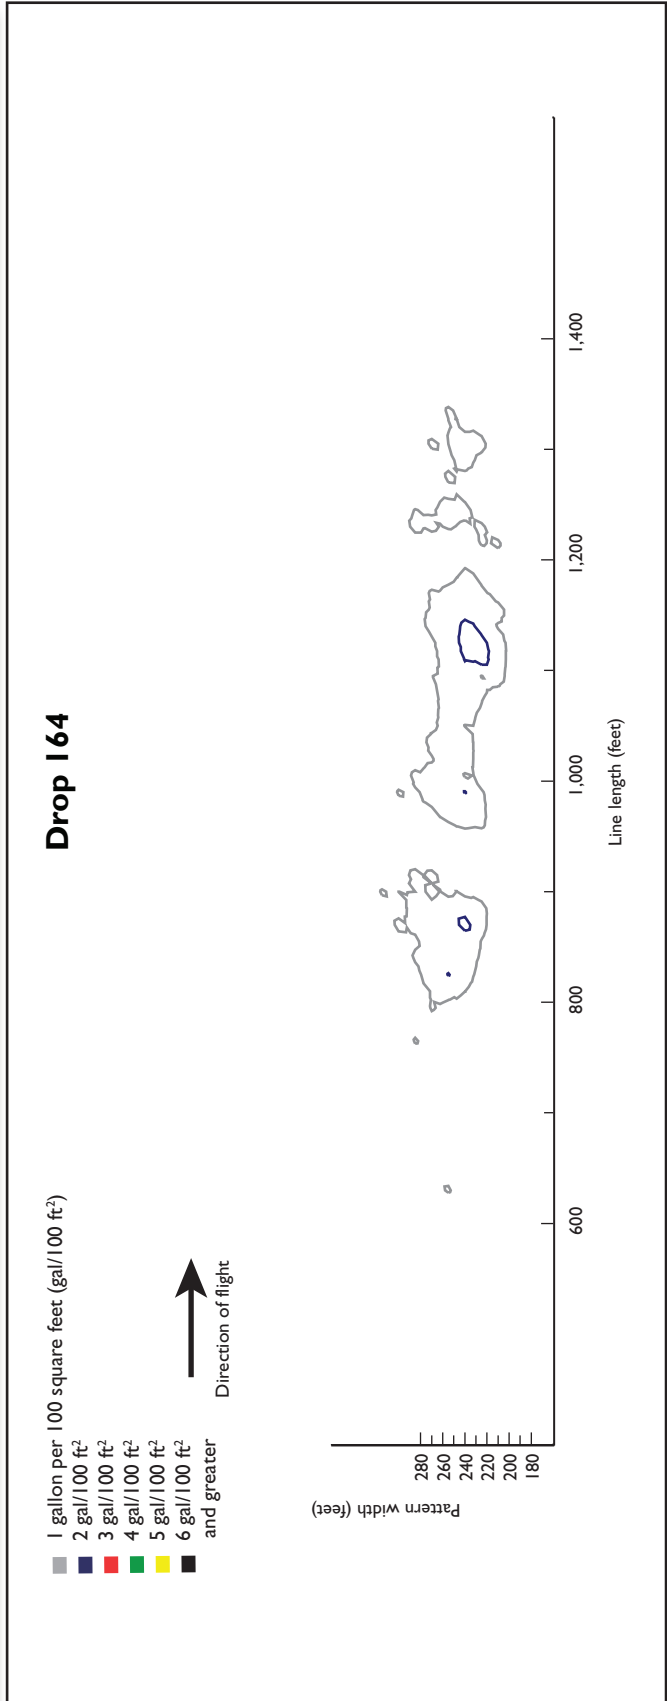 Drop 164
1 gallon per 100 square feet (gal/100 ft²)
2 gal/100 ft²
3 gal/100 ft²
4 gal/100 ft²
5 gal/100 ft²
6 gal/100 ft²
and greater
Direction of flight
Pattern width (feet)
280
260
240
220
200
180
600
800
1,000
1,200
1,400
Line length (feet)